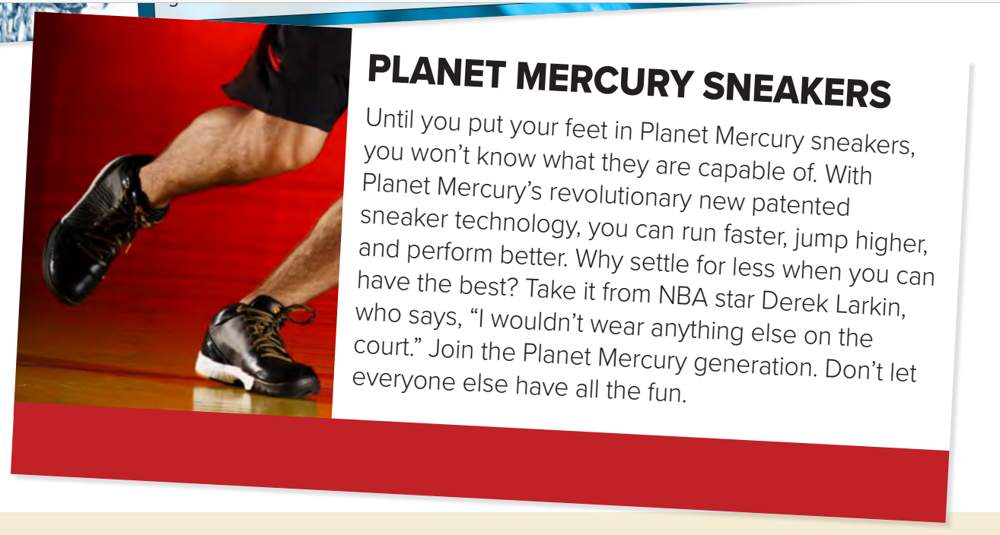 PLANET MERCURY SNEAKERS
Until you put your feet in Planet Mercury sneakers,
you won’t know what they are capable of. With
Planet Mercury’s revolutionary new patented
sneaker technology, you can run faster, jump higher,
and perform better. Why settle for less when you can
have the best? Take it from NBA star Derek Larkin,
who says, “I wouldn’t wear anything else on the
court.” Join the Planet Mercury generation. Don’t let
everyone else have all the fun.